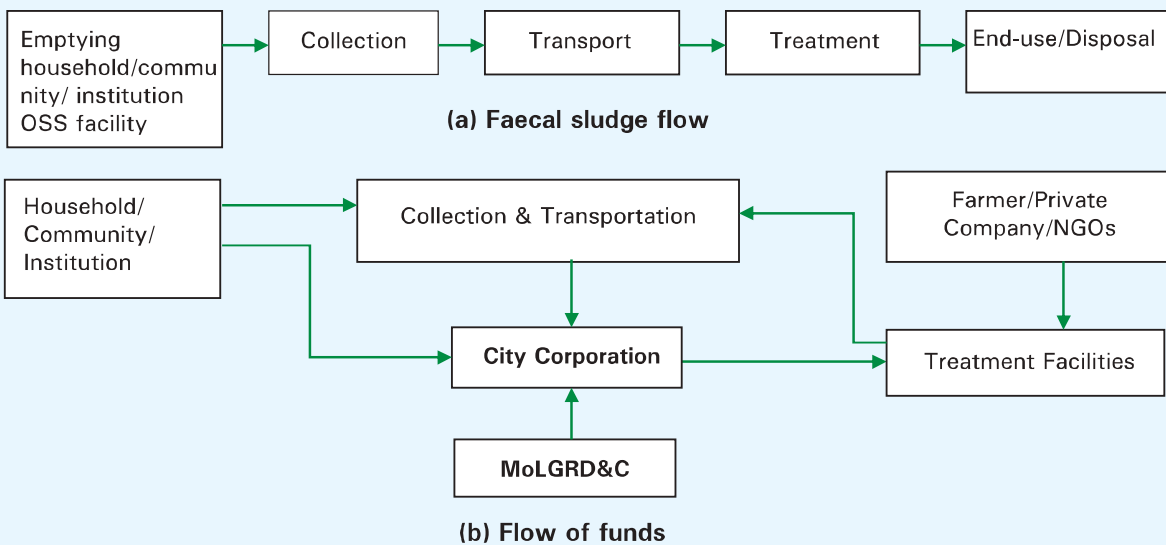 Emptying
household/commu
nity/ institution
OSS facility
Collection
Transport
Treatment
End-use/Disposal
(a) Faecal sludge flow
Household/
Community/
Institution
Collection & Transportation
Farmer/Private
Company/NGOs
City Corporation
Treatment Facilities
MoLGRD&C
(b) Flow of funds